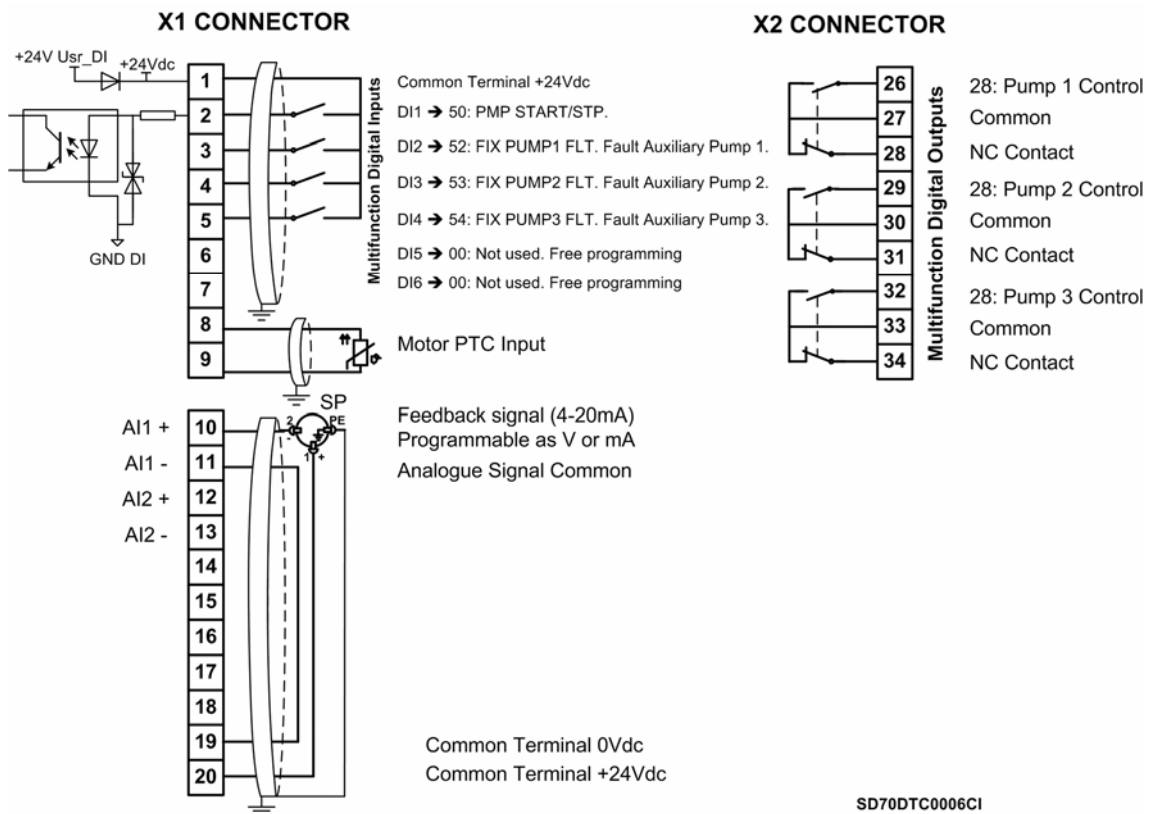 X1 CONNECTOR
X2 CONNECTOR
+24V Usr_DI
+24Vdc
GND DI
1
2
3
4
5
6
7
8
9
Multifunction Digital Inputs
Common Terminal +24Vdc
DI1 → 50: PMP START/STP.
DI2 → 52: FIX PUMP1 FLT. Fault Auxiliary Pump 1.
DI3 → 53: FIX PUMP2 FLT. Fault Auxiliary Pump 2.
DI4 → 54: FIX PUMP3 FLT. Fault Auxiliary Pump 3.
DI5 → 00: Not used. Free programming
DI6 → 00: Not used. Free programming
Motor PTC Input
AI1 + 10
AI1 - 11
AI2 + 12
AI2 - 13
14
15
16
17
18
19
20
SP
2
-
PE
1 +
Feedback signal (4-20mA)
Programmable as V or mA
Analogue Signal Common
Common Terminal 0Vdc
Common Terminal +24Vdc
Multifunction Digital Outputs
26 28: Pump 1 Control
27 Common
28 NC Contact
29 28: Pump 2 Control
30 Common
31 NC Contact
32 28: Pump 3 Control
33 Common
34 NC Contact
SD70DTC0006CI